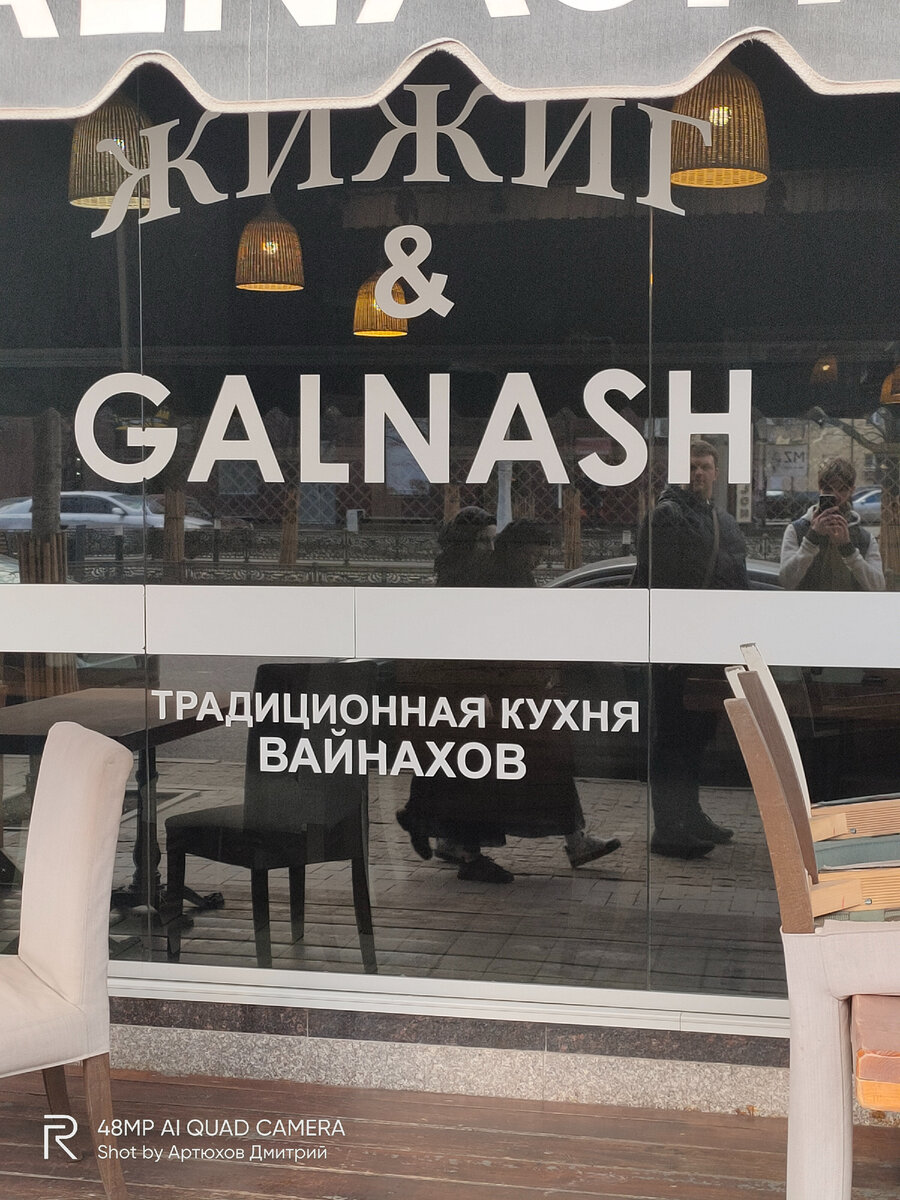 ЖИЖИГ
&
GALNASH
ТРАДИЦИОННАЯ КУХНЯ
ВАЙНАХОВ
48MP AI QUAD CAMERA
Shot by Артюхов Дмитрий